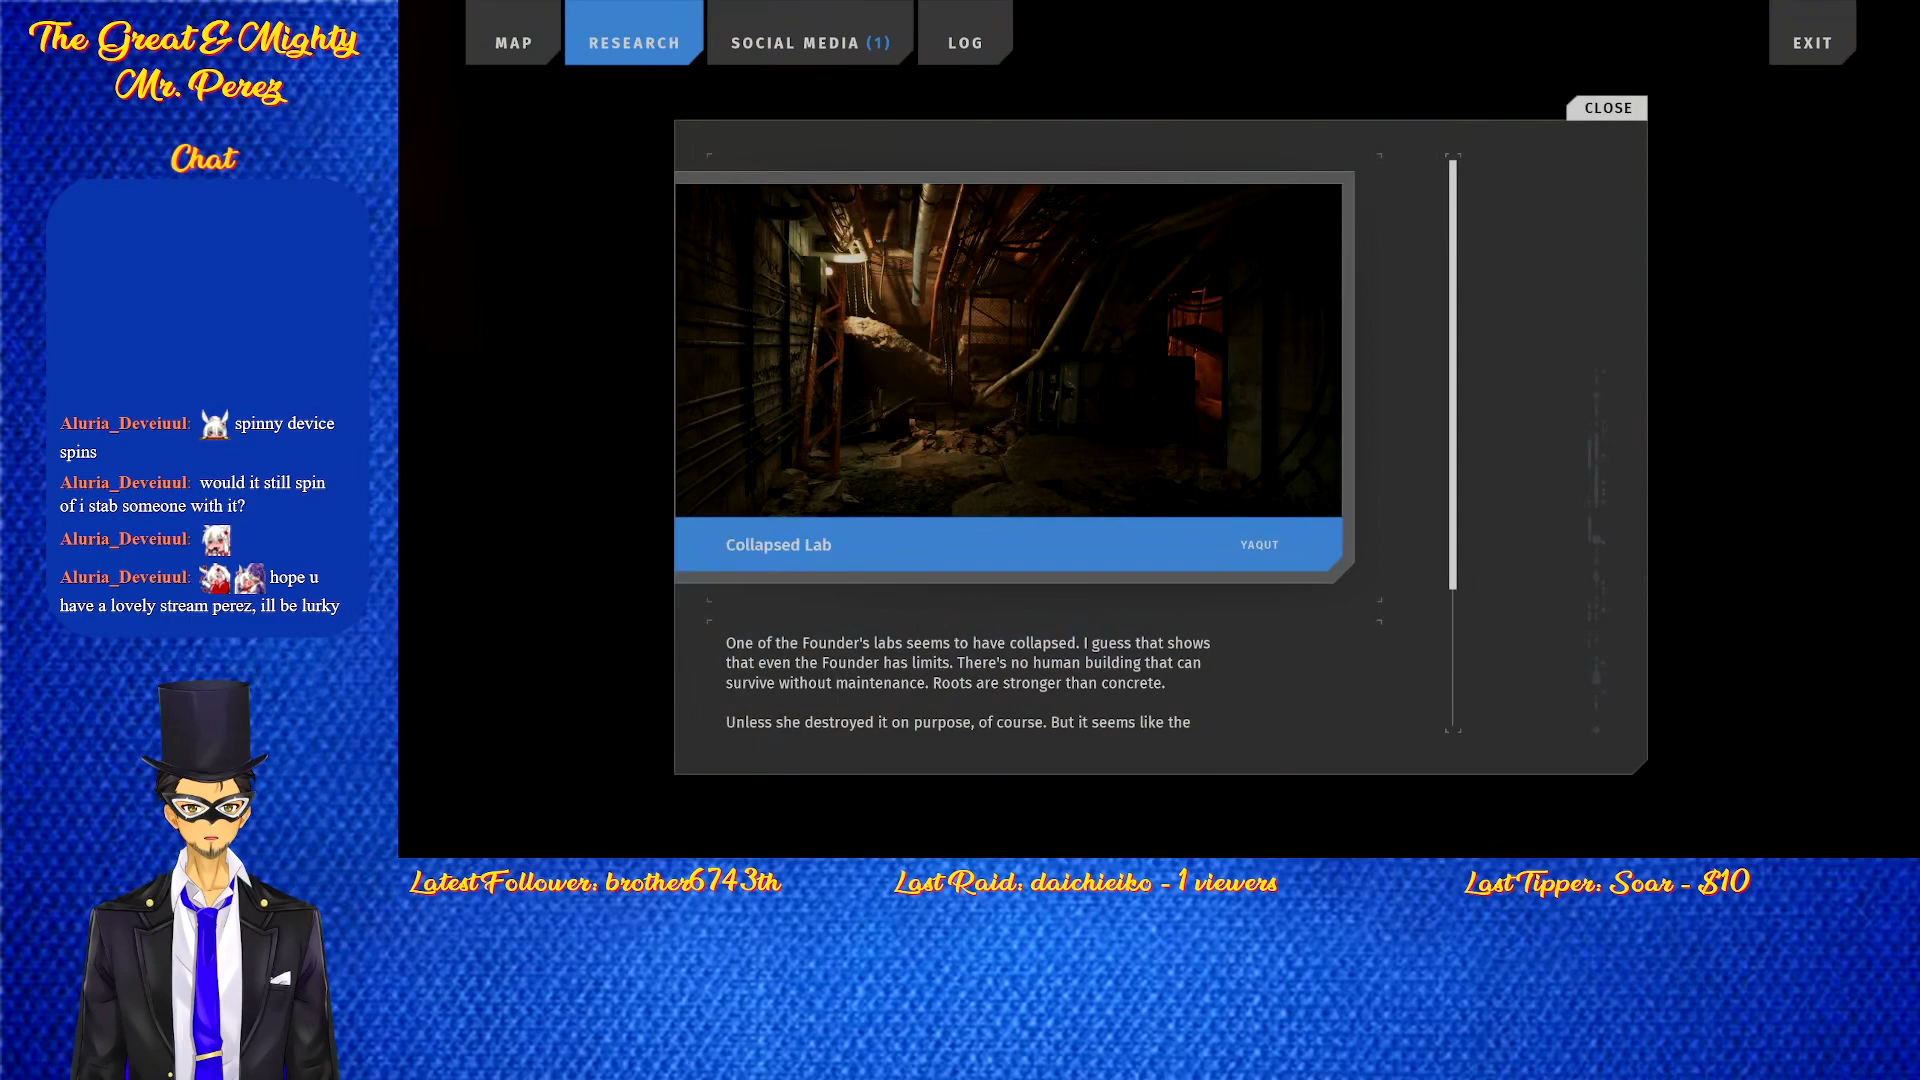 The Great & Mighty
Mr. Perez
Chat
Aluria_Deveiuul: spinny device
spins
Aluria_Deveiuul: would it still spin
of i stab someone with it?
Aluria_Deveiuul:
Aluria_Deveiuul: hope u
have a lovely stream perez, ill be lurky
MAP
RESEARCH
SOCIAL MEDIA (1)
LOG
EXIT
CLOSE
Collapsed Lab
YAQUT
One of the Founder's labs seems to have collapsed. I guess that shows
that even the Founder has limits. There's no human building that can
survive without maintenance. Roots are stronger than concrete.
Unless she destroyed it on purpose, of course. But it seems like the
Latest Follower: brother6743th
Last Raid: daichieiko - 1 viewers
Last Tipper: Soar - $10